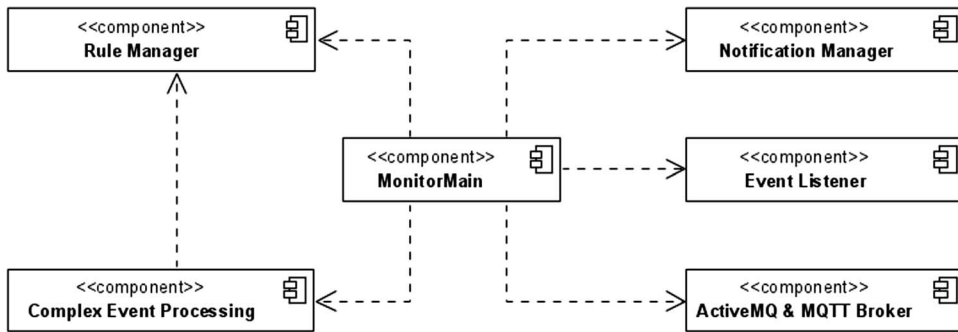 <<component>>
Rule Manager
<<component>>
Notification Manager
<<component>>
MonitorMain
<<component>>
Event Listener
<<component>>
Complex Event Processing
<<component>>
ActiveMQ & MQTT Broker